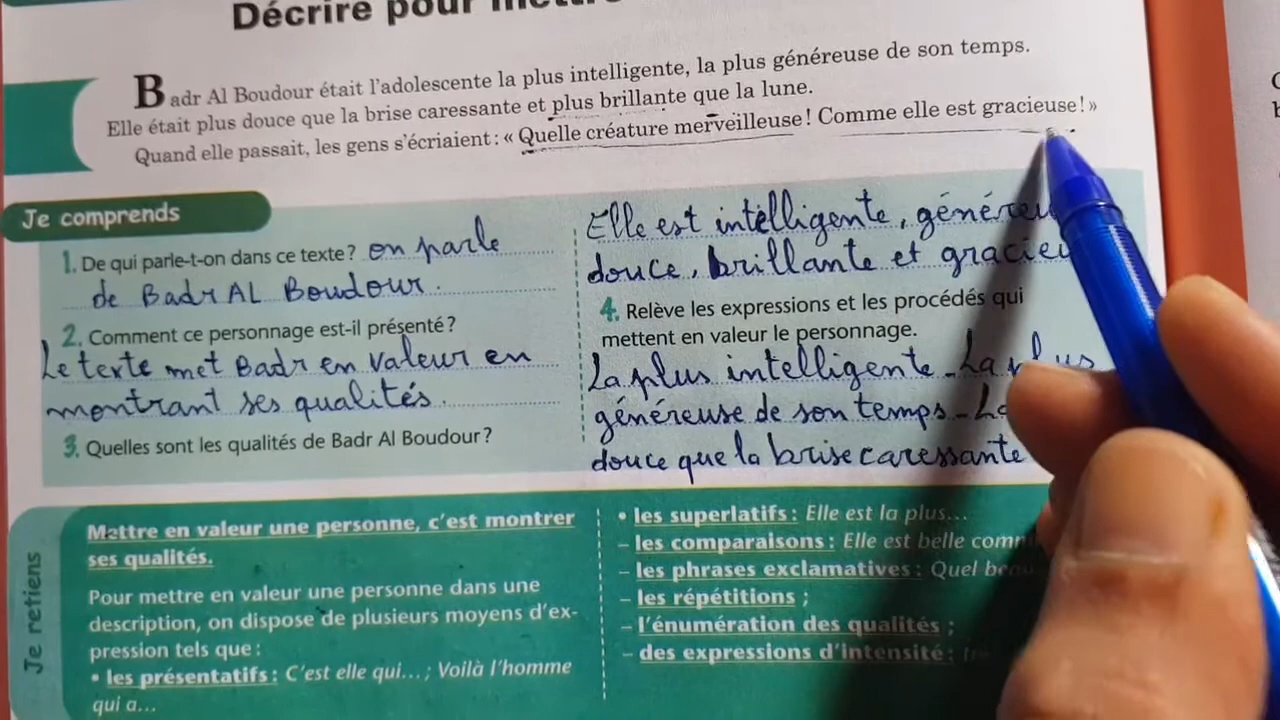 Décrire pour mettre
Badr Al Boudour était l'adolescente la plus intelligente, la plus généreuse de son temps.
Elle était plus douce que la brise caressante et plus brillante que la lune.
Quand elle passait, les gens s'écriaient : « Quelle créature merveilleuse ! Comme elle est gracieuse ! »
Je comprends
1. De qui parle-t-on dans ce texte ? on parle
de Badr AL Boudour.
2. Comment ce personnage est-il présenté ?
Le texte met Badr en valeur en
montrant ses qualités.
3. Quelles sont les qualités de Badr Al Boudour ?
Elle est intelligente, généreu
douce, brillante et gracieu
4. Relève les expressions et les procédés qui
mettent en valeur le personnage.
La plus intelligente - La plus
généreuse de son temps - L
douce que la brise caressante
Je retiens
Mettre en valeur une personne, c'est montrer
ses qualités.
Pour mettre en valeur une personne dans une
description, on dispose de plusieurs moyens d'ex-
pression tels que :
• les présentatifs : C'est elle qui... ; Voilà l'homme
qui a...
• les superlatifs : Elle est la plus...
– les comparaisons : Elle est belle comm
– les phrases exclamatives : Quel bea
– les répétitions ;
– l'énumération des qualités ;
– des expressions d'intensité :